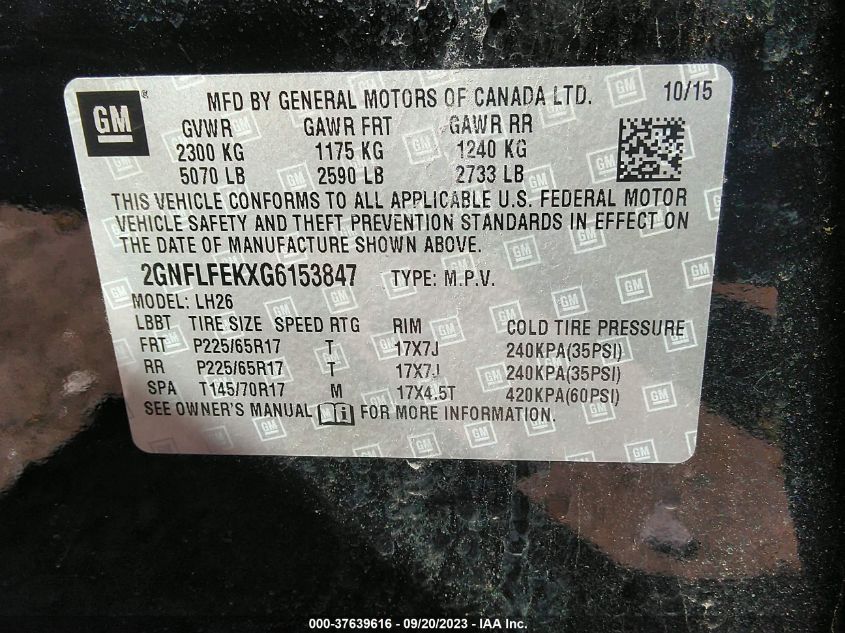 GM
MFD BY GENERAL MOTORS OF CANADA LTD. 10/15
GVWR GAWR FRT GAWR RR
2300 KG 1175 KG 1240 KG
5070 LB 2590 LB 2733 LB
THIS VEHICLE CONFORMS TO ALL APPLICABLE U.S. FEDERAL MOTOR
VEHICLE SAFETY AND THEFT PREVENTION STANDARDS IN EFFECT ON
THE DATE OF MANUFACTURE SHOWN ABOVE.
2GNFLFEKXG6153847 TYPE: M.P.V.
MODEL: LH26
LBBT TIRE SIZE SPEED RTG RIM COLD TIRE PRESSURE
FRT P225/65R17 T 17X7J 240KPA(35PSI)
RR P225/65R17 T 17X7J 240KPA(35PSI)
SPA T145/70R17 M 17X4.5T 420KPA(60PSI)
SEE OWNER'S MANUAL FOR MORE INFORMATION.
000-37639616 - 09/20/2023 - IAA Inc.